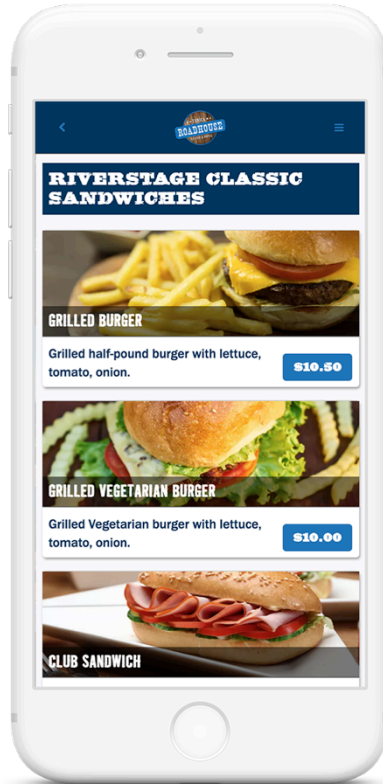 ROADHOUSE
RIVERSTAGE CLASSIC
SANDWICHES
GRILLED BURGER
Grilled half-pound burger with lettuce,
tomato, onion.
$10.50
GRILLED VEGETARIAN BURGER
Grilled Vegetarian burger with lettuce,
tomato, onion.
$10.00
CLUB SANDWICH